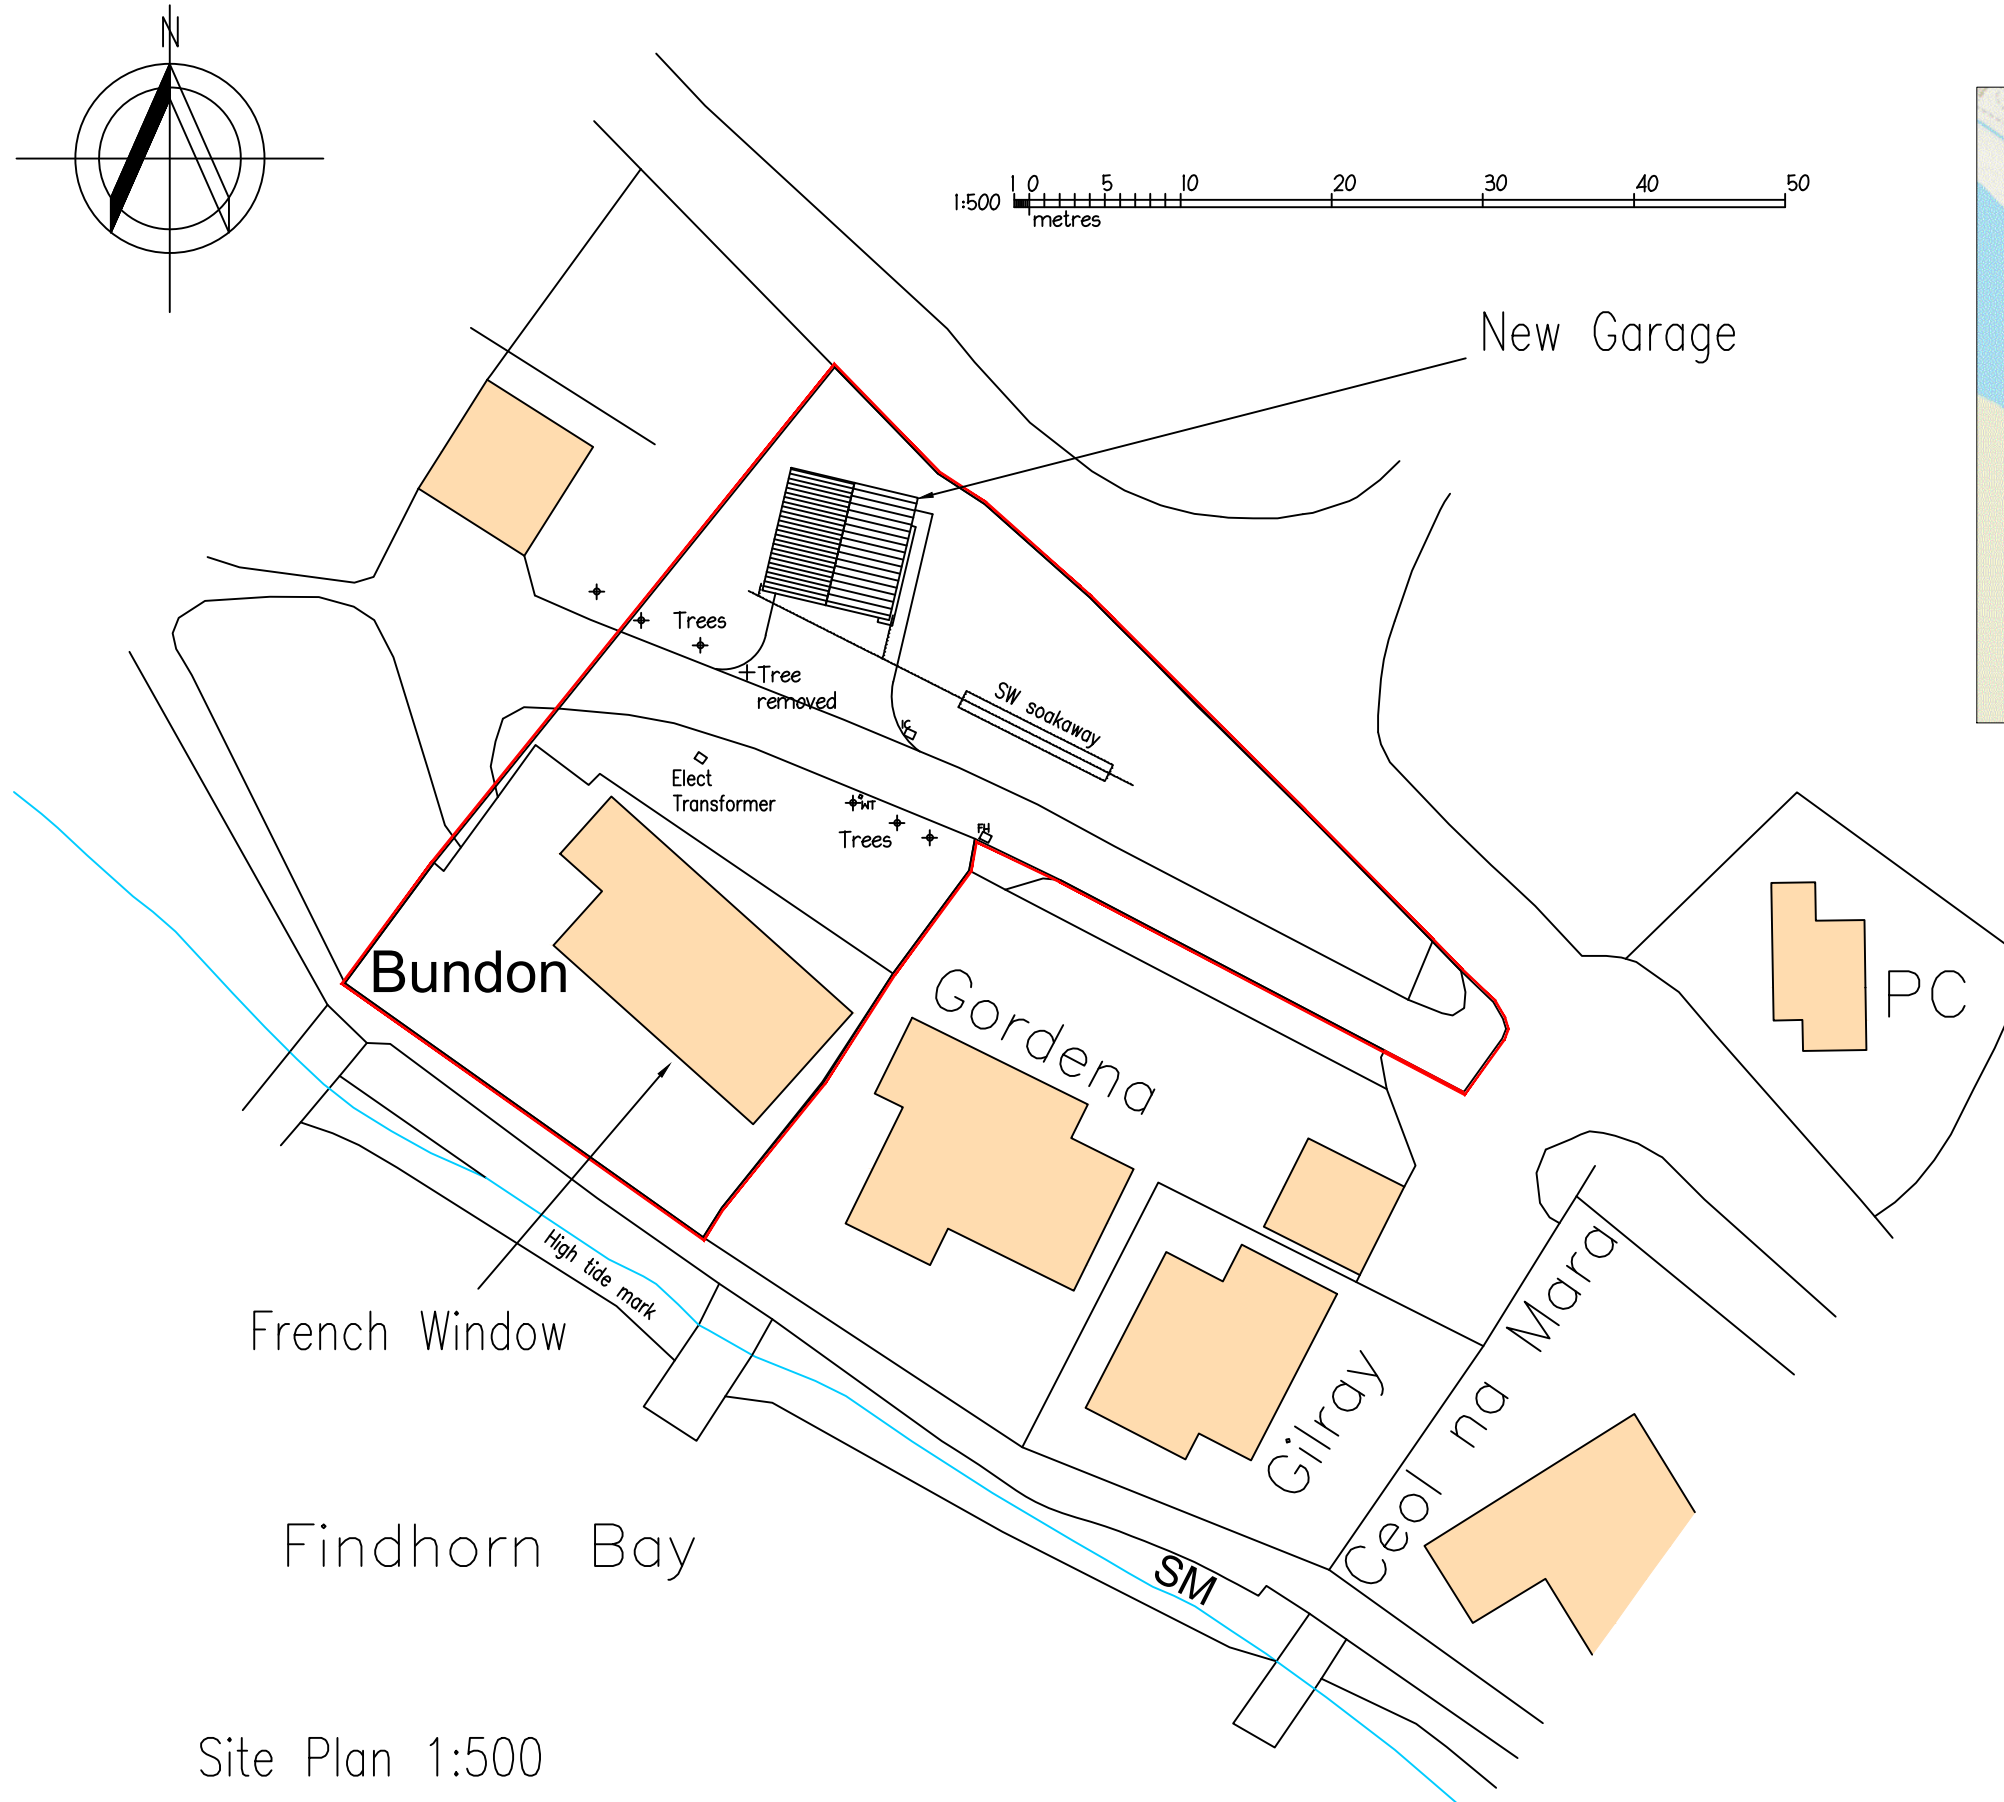 N
1 0 5 10 20 30 40 50
1:500
metres
New Garage
Trees
Tree
removed
SW soakaway
IC
Elect
Transformer
WT
Trees
FH
Bundon
Gordena
PC
French Window
High tide mark
Gilray
Ceol na Mara
Findhorn Bay
SM
Site Plan 1:500